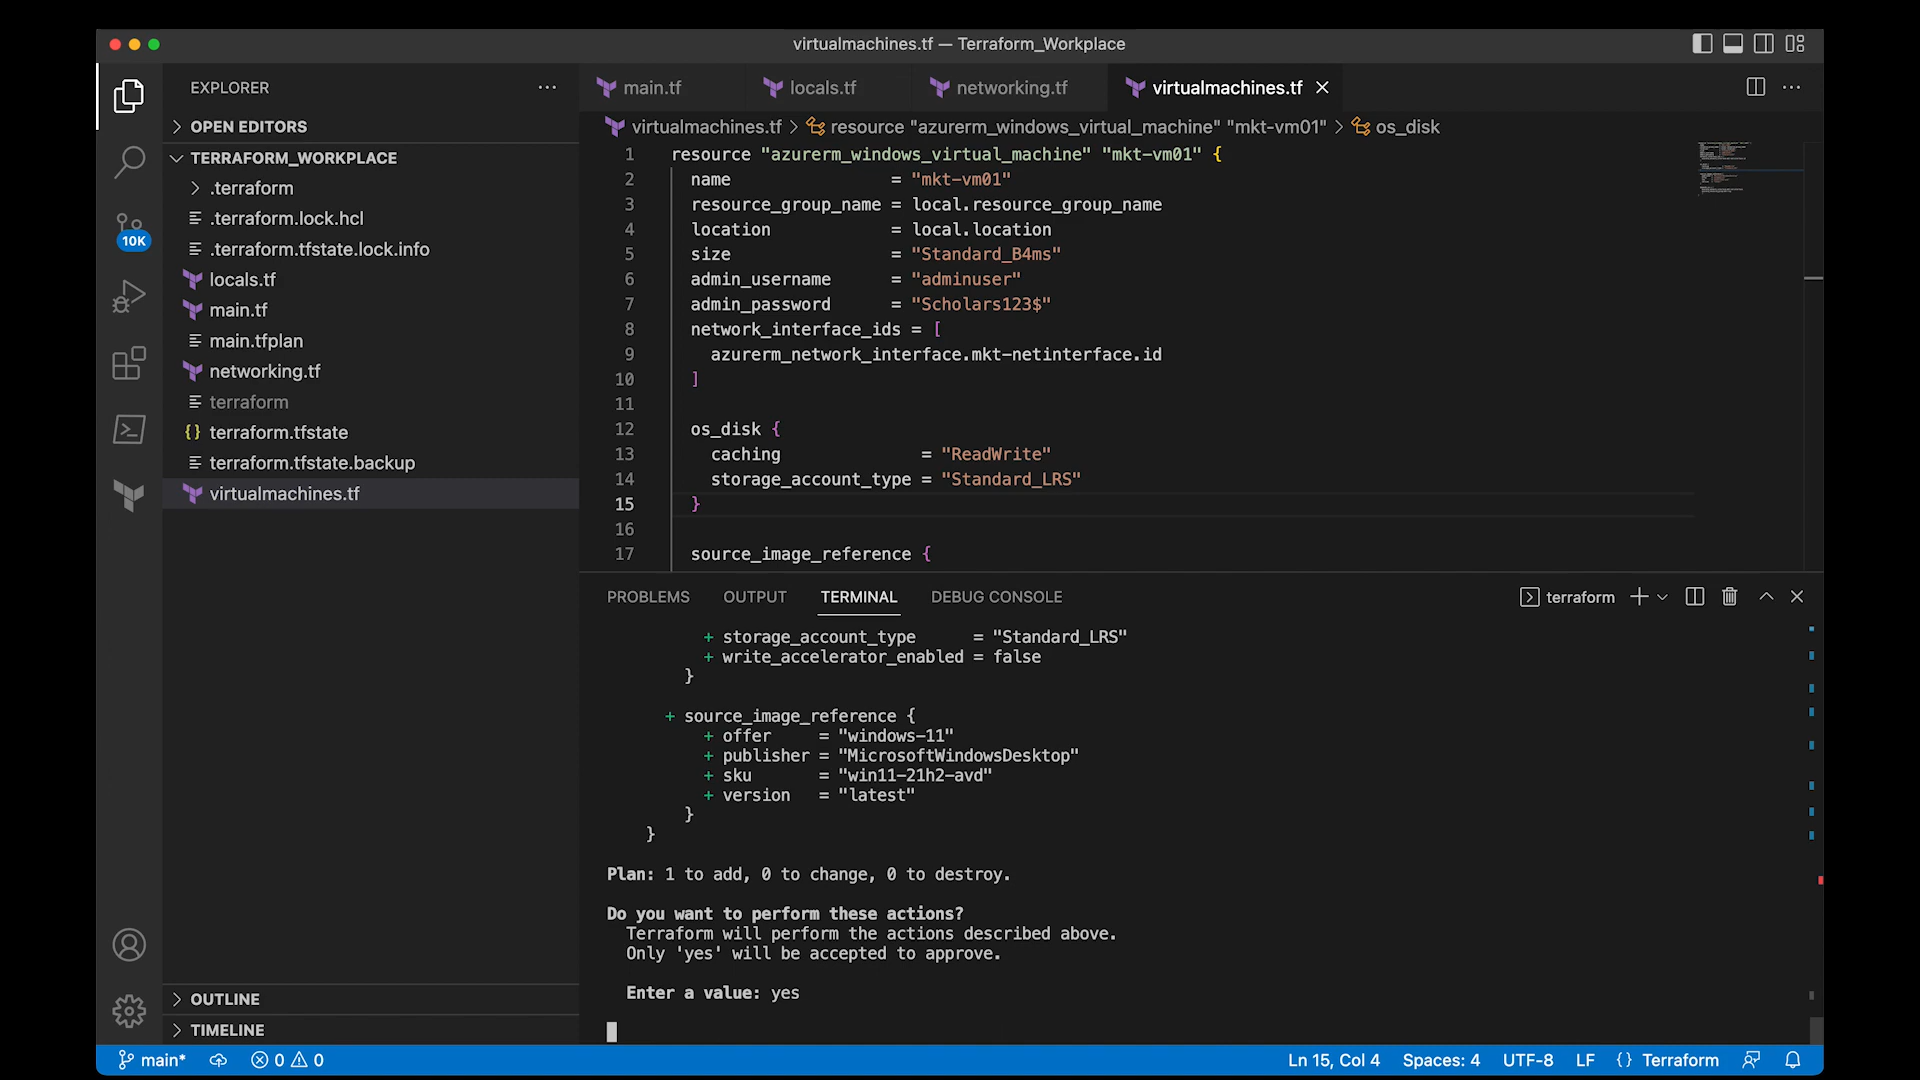 virtualmachines.tf — Terraform_Workplace
EXPLORER
OPEN EDITORS
TERRAFORM_WORKPLACE
.terraform
.terraform.lock.hcl
.terraform.tfstate.lock.info
locals.tf
main.tf
main.tfplan
networking.tf
terraform
terraform.tfstate
terraform.tfstate.backup
virtualmachines.tf
OUTLINE
TIMELINE
10K
main.tf locals.tf networking.tf virtualmachines.tf
virtualmachines.tf > resource "azurerm_windows_virtual_machine" "mkt-vm01" > os_disk
1 resource "azurerm_windows_virtual_machine" "mkt-vm01" {
2 name = "mkt-vm01"
3 resource_group_name = local.resource_group_name
4 location = local.location
5 size = "Standard_B4ms"
6 admin_username = "adminuser"
7 admin_password = "Scholars123$"
8 network_interface_ids = [
9 azurerm_network_interface.mkt-netinterface.id
10 ]
11
12 os_disk {
13 caching = "ReadWrite"
14 storage_account_type = "Standard_LRS"
15 }
16
17 source_image_reference {
PROBLEMS OUTPUT TERMINAL DEBUG CONSOLE
terraform
+ storage_account_type = "Standard_LRS"
+ write_accelerator_enabled = false
}
+ source_image_reference {
+ offer = "windows-11"
+ publisher = "MicrosoftWindowsDesktop"
+ sku = "win11-21h2-avd"
+ version = "latest"
}
}
Plan: 1 to add, 0 to change, 0 to destroy.
Do you want to perform these actions?
Terraform will perform the actions described above.
Only 'yes' will be accepted to approve.
Enter a value: yes
main* 0 0 Ln 15, Col 4 Spaces: 4 UTF-8 LF {} Terraform